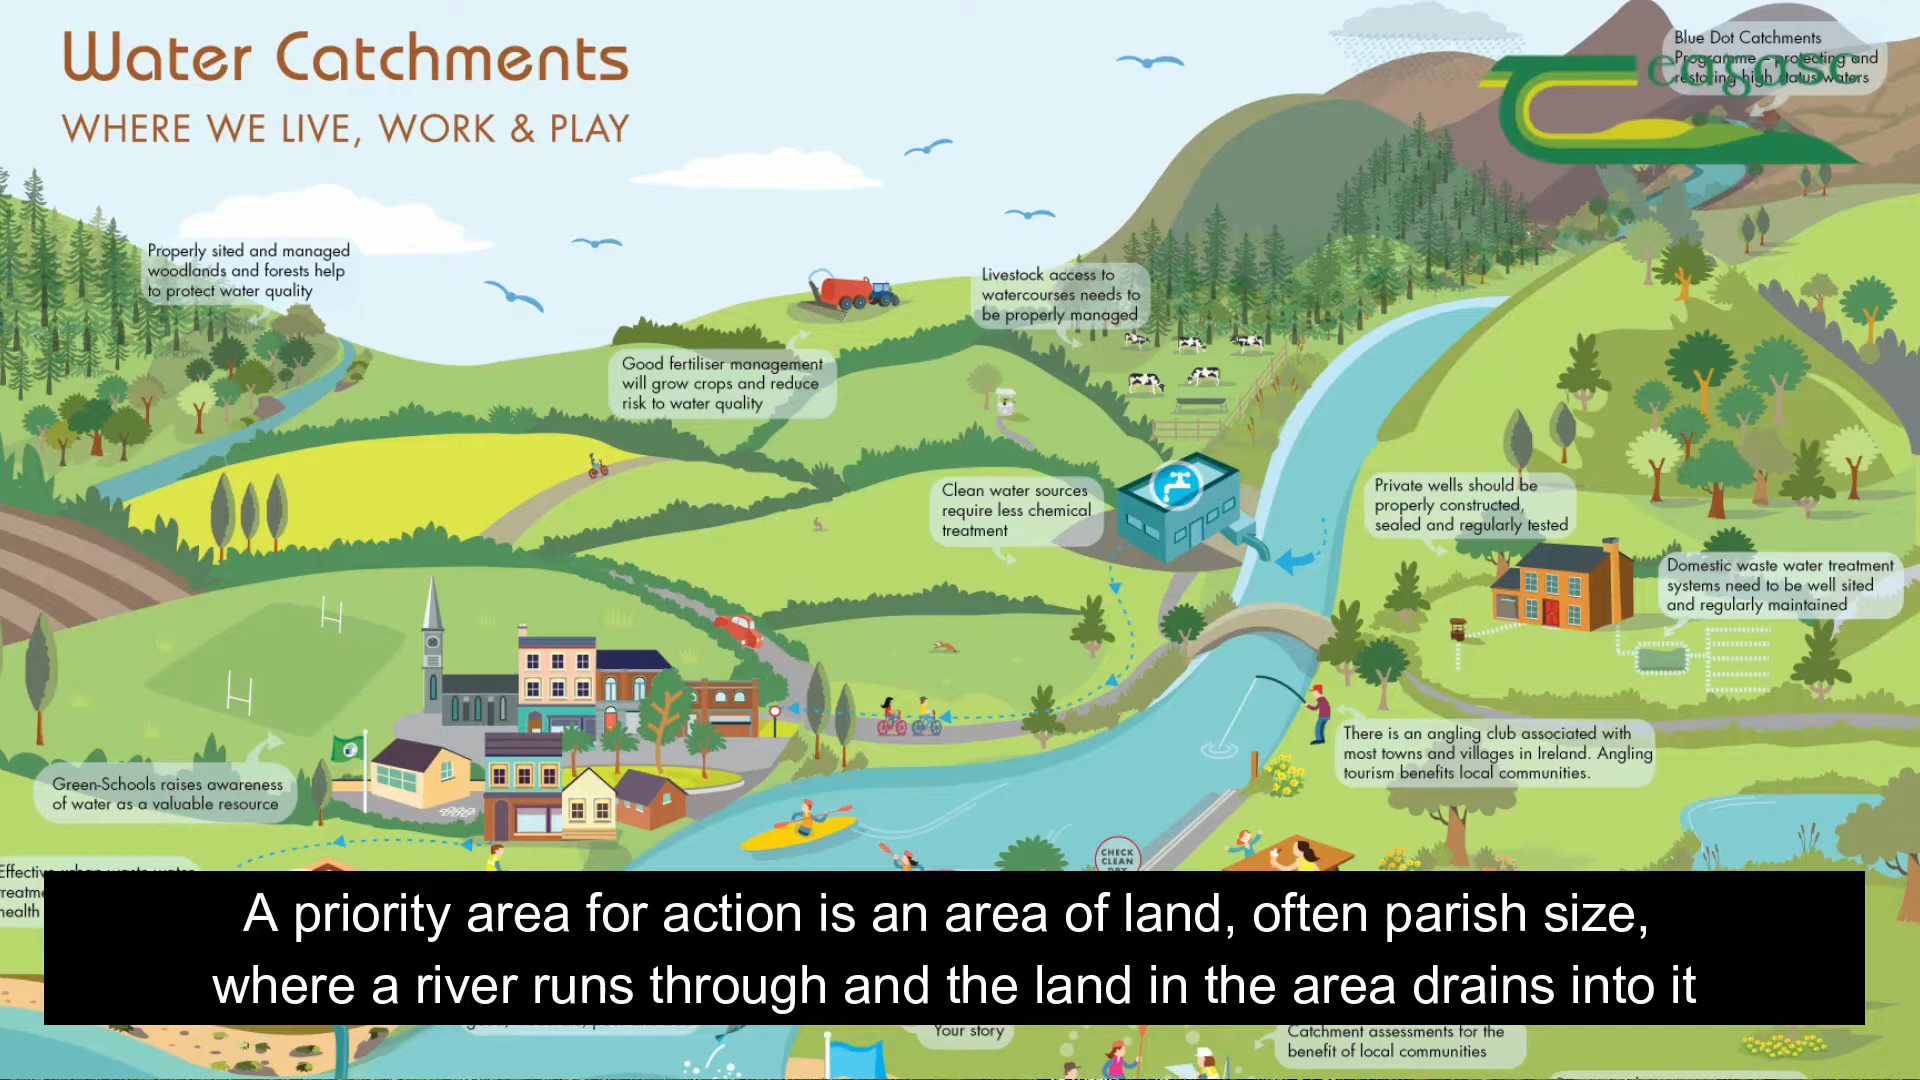 Water Catchments
WHERE WE LIVE, WORK & PLAY
Blue Dot Catchments
Programme - protecting and
restoring high status waters
eagasc
Properly sited and managed
woodlands and forests help
to protect water quality
Livestock access to
watercourses needs to
be properly managed
Good fertiliser management
will grow crops and reduce
risk to water quality
Clean water sources
require less chemical
treatment
Private wells should be
properly constructed,
sealed and regularly tested
Domestic waste water treatment
systems need to be well sited
and regularly maintained
There is an angling club associated with
most towns and villages in Ireland. Angling
tourism benefits local communities.
Green-Schools raises awareness
of water as a valuable resource
CHECK
CLEAN
Effective urban waste water
health
A priority area for action is an area of land, often parish size,
where a river runs through and the land in the area drains into it
Your story
Catchment assessments for the
benefit of local communities